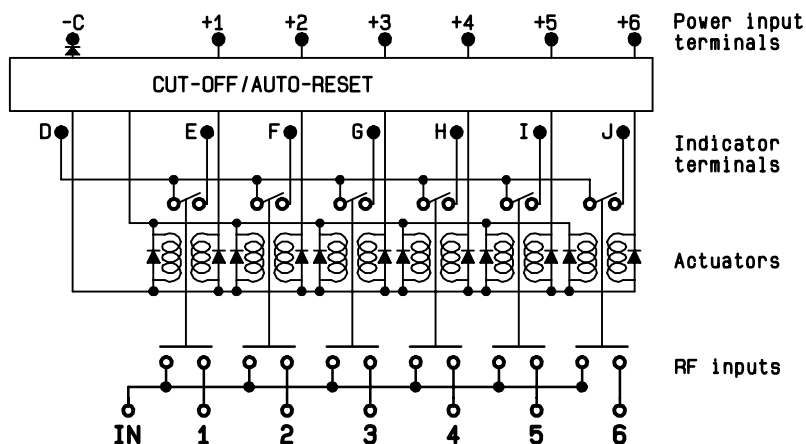 -C +1 +2 +3 +4 +5 +6
Power input
terminals
CUT-OFF/AUTO-RESET
D E F G H I J
Indicator
terminals
Actuators
RF inputs
IN 1 2 3 4 5 6